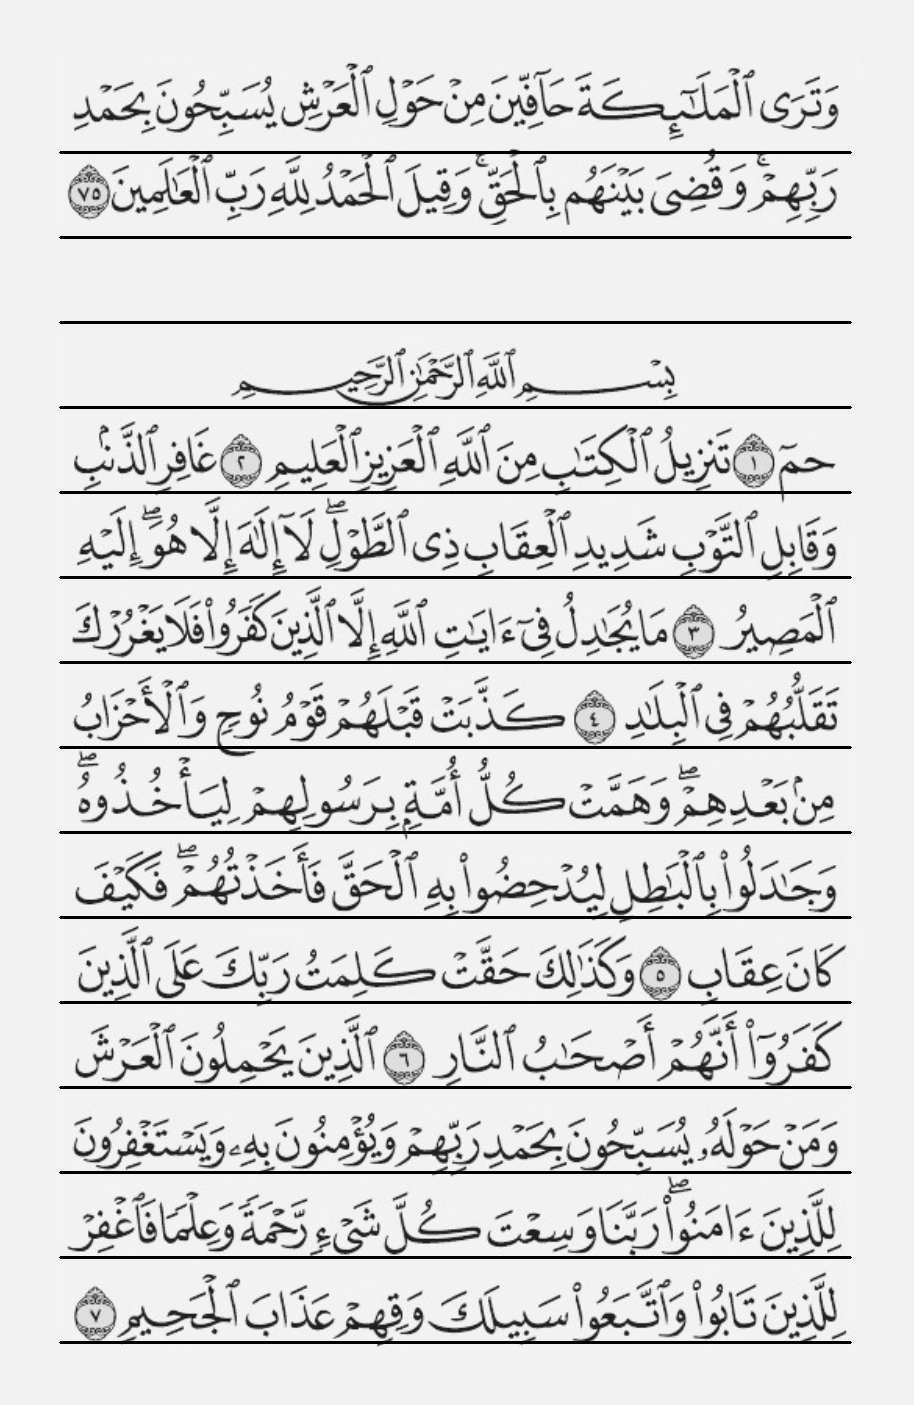 وَتَرَى ٱلْمَلَٰٓئِكَةَ حَآفِّينَ مِنْ حَوْلِ ٱلْعَرْشِ يُسَبِّحُونَ بِحَمْدِ
رَبِّهِمْ ۚ وَقُضِىَ بَيْنَهُم بِٱلْحَقِّ ۚ وَقِيلَ ٱلْحَمْدُ لِلَّهِ رَبِّ ٱلْعَٰلَمِينَ ٧٥
بِسْمِ ٱللَّهِ ٱلرَّحْمَٰنِ ٱلرَّحِيمِ
حمٓ ١ تَنزِيلُ ٱلْكِتَٰبِ مِنَ ٱللَّهِ ٱلْعَزِيزِ ٱلْعَلِيمِ ٢ غَافِرِ ٱلذَّنۢبِ
وَقَابِلِ ٱلتَّوْبِ شَدِيدِ ٱلْعِقَابِ ذِى ٱلطَّوْلِ ۖ لَآ إِلَٰهَ إِلَّا هُوَ ۖ إِلَيْهِ
ٱلْمَصِيرُ ٣ مَا يُجَٰدِلُ فِىٓ ءَايَٰتِ ٱللَّهِ إِلَّا ٱلَّذِينَ كَفَرُوا۟ فَلَا يَغْرُرْكَ
تَقَلُّبُهُمْ فِى ٱلْبِلَٰدِ ٤ كَذَّبَتْ قَبْلَهُمْ قَوْمُ نُوحٍ وَٱلْأَحْزَابُ
مِنۢ بَعْدِهِمْ ۖ وَهَمَّتْ كُلُّ أُمَّةٍۭ بِرَسُولِهِمْ لِيَأْخُذُوهُ ۖ
وَجَٰدَلُوا۟ بِٱلْبَٰطِلِ لِيُدْحِضُوا۟ بِهِ ٱلْحَقَّ فَأَخَذْتُهُمْ ۖ فَكَيْفَ
كَانَ عِقَابِ ٥ وَكَذَٰلِكَ حَقَّتْ كَلِمَتُ رَبِّكَ عَلَى ٱلَّذِينَ
كَفَرُوٓا۟ أَنَّهُمْ أَصْحَٰبُ ٱلنَّارِ ٦ ٱلَّذِينَ يَحْمِلُونَ ٱلْعَرْشَ
وَمَنْ حَوْلَهُۥ يُسَبِّحُونَ بِحَمْدِ رَبِّهِمْ وَيُؤْمِنُونَ بِهِۦ وَيَسْتَغْفِرُونَ
لِلَّذِينَ ءَامَنُوا۟ ۖ رَبَّنَا وَسِعْتَ كُلَّ شَىْءٍ رَّحْمَةً وَعِلْمًا فَٱغْفِرْ
لِلَّذِينَ تَابُوا۟ وَٱتَّبَعُوا۟ سَبِيلَكَ وَقِهِمْ عَذَابَ ٱلْجَحِيمِ ٧